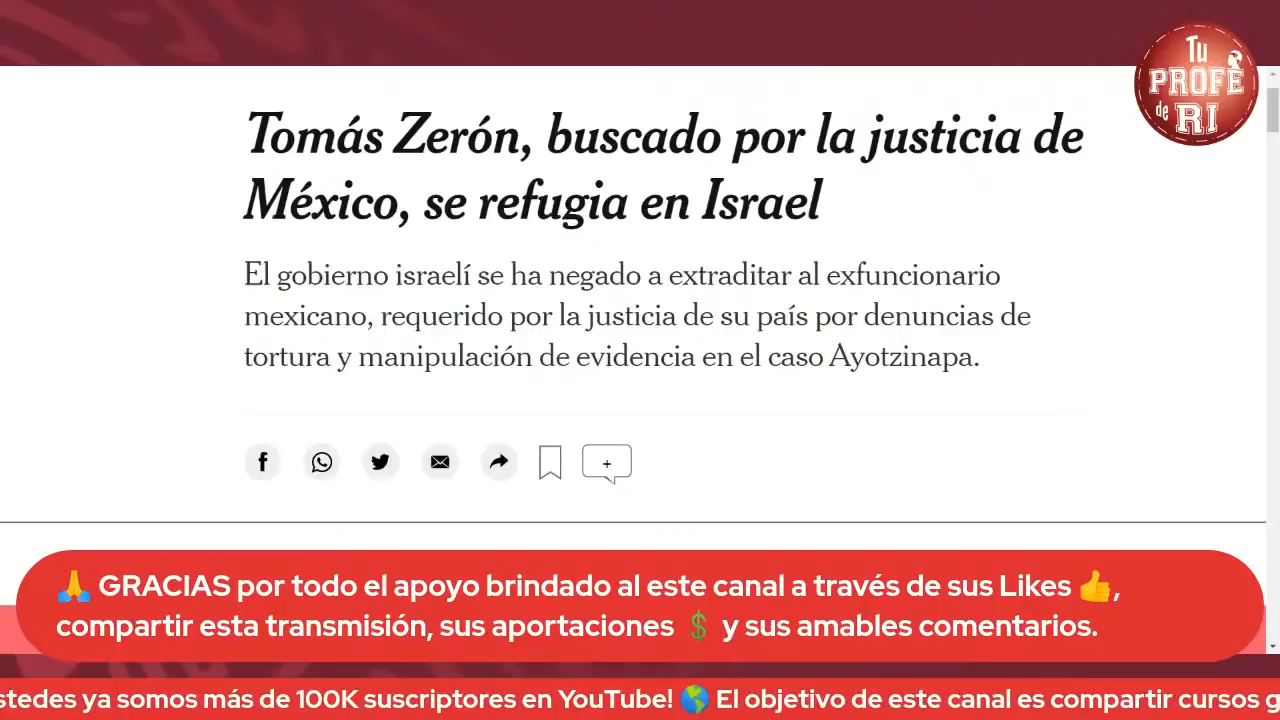 Tu
PROFE
de RI
Tomás Zerón, buscado por la justicia de
México, se refugia en Israel
El gobierno israelí se ha negado a extraditar al exfuncionario
mexicano, requerido por la justicia de su país por denuncias de
tortura y manipulación de evidencia en el caso Ayotzinapa.
🙏 GRACIAS por todo el apoyo brindado al este canal a través de sus Likes 👍,
compartir esta transmisión, sus aportaciones 💲 y sus amables comentarios.
stedes ya somos más de 100K suscriptores en YouTube! 🌎 El objetivo de este canal es compartir cursos g